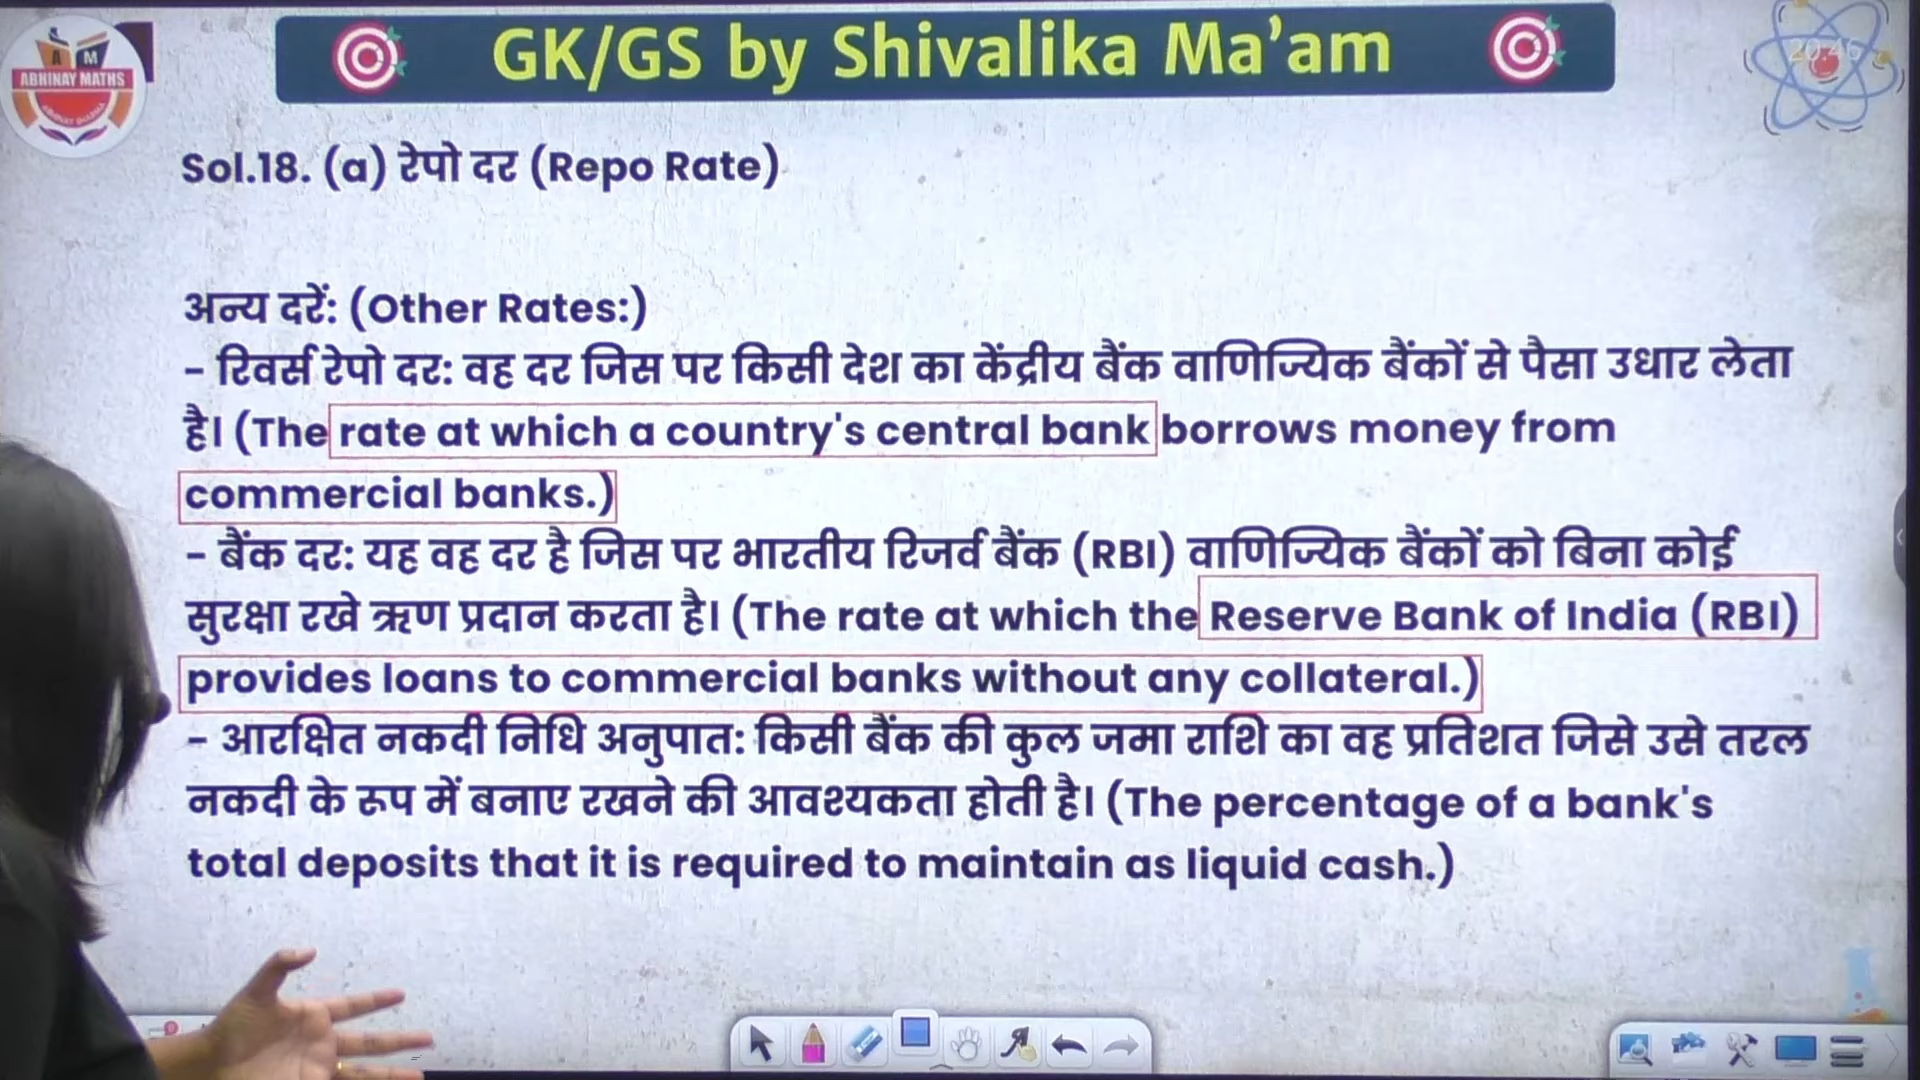 GK/GS by Shivalika Ma'am
20:46
A M
ABHINAY MATHS
ABHINAY SHARMA
Sol.18. (a) रेपो दर (Repo Rate)
अन्य दरें: (Other Rates:)
- रिवर्स रेपो दर: वह दर जिस पर किसी देश का केंद्रीय बैंक वाणिज्यिक बैंकों से पैसा उधार लेता
है। (The rate at which a country's central bank borrows money from
commercial banks.)
- बैंक दर: यह वह दर है जिस पर भारतीय रिजर्व बैंक (RBI) वाणिज्यिक बैंकों को बिना कोई
सुरक्षा रखे ऋण प्रदान करता है। (The rate at which the Reserve Bank of India (RBI)
provides loans to commercial banks without any collateral.)
- आरक्षित नकदी निधि अनुपात: किसी बैंक की कुल जमा राशि का वह प्रतिशत जिसे उसे तरल
नकदी के रूप में बनाए रखने की आवश्यकता होती है। (The percentage of a bank's
total deposits that it is required to maintain as liquid cash.)